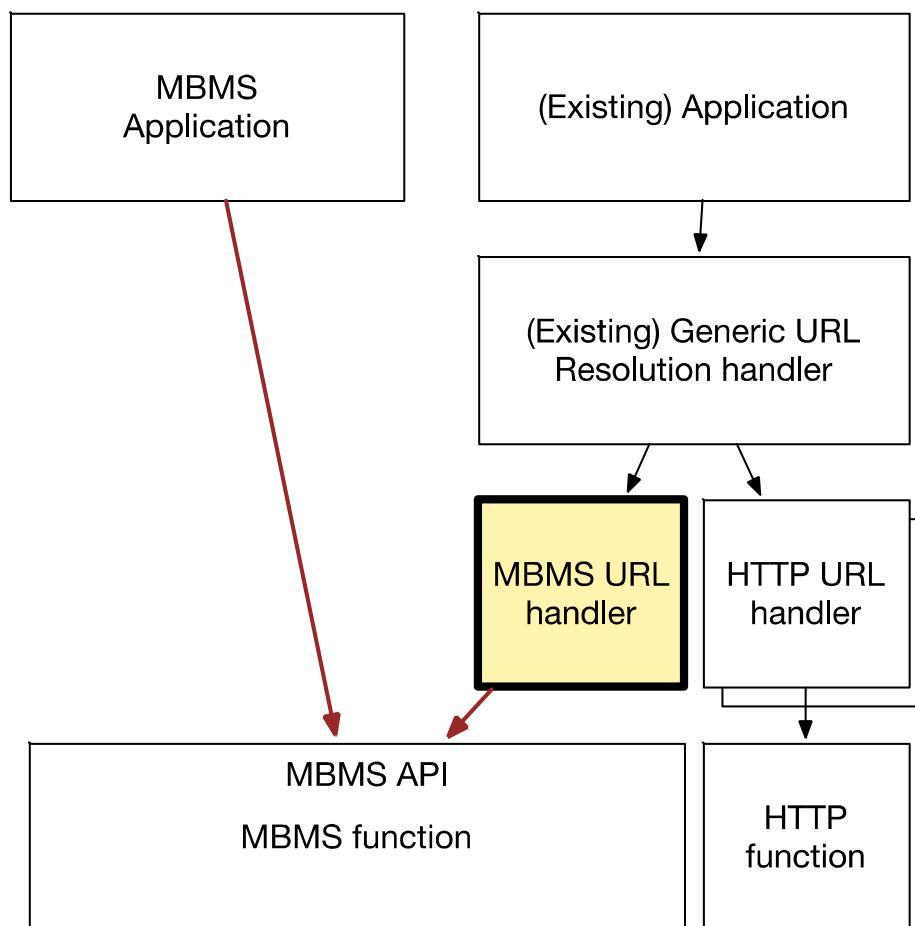 MBMS
Application
(Existing) Application
(Existing) Generic URL
Resolution handler
MBMS URL
handler
HTTP URL
handler
MBMS API
MBMS function
HTTP
function